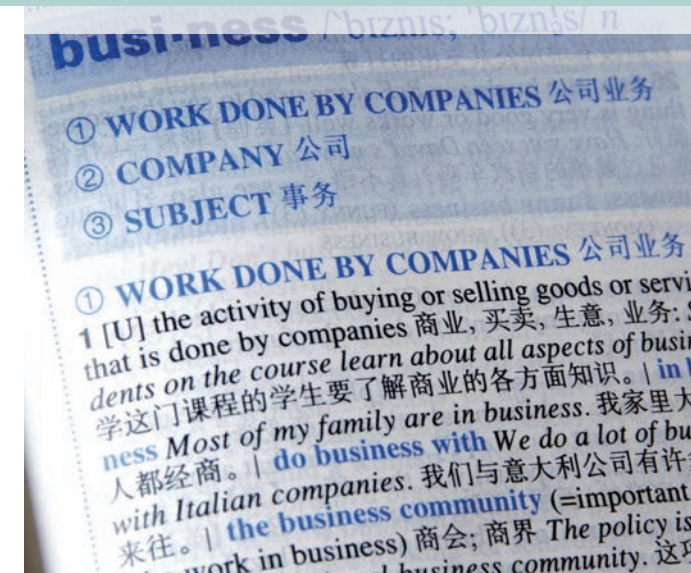 busi·ness /ˈbɪznɪs; ˈbɪznɪs/ n
① WORK DONE BY COMPANIES 公司业务
② COMPANY 公司
③ SUBJECT 事务
① WORK DONE BY COMPANIES 公司业务
1 [U] the activity of buying or selling goods or servi
that is done by companies 商业, 买卖, 生意, 业务:
dents on the course learn about all aspects of busi
学这门课程的学生要了解商业的各方面知识。| in
ness Most of my family are in business. 我家里大
人都经商。| do business with We do a lot of bu
with Italian companies. 我们与意大利公司有许
来往。| the business community (=important
work in business) 商会; 商界 The policy is
business community. 这项